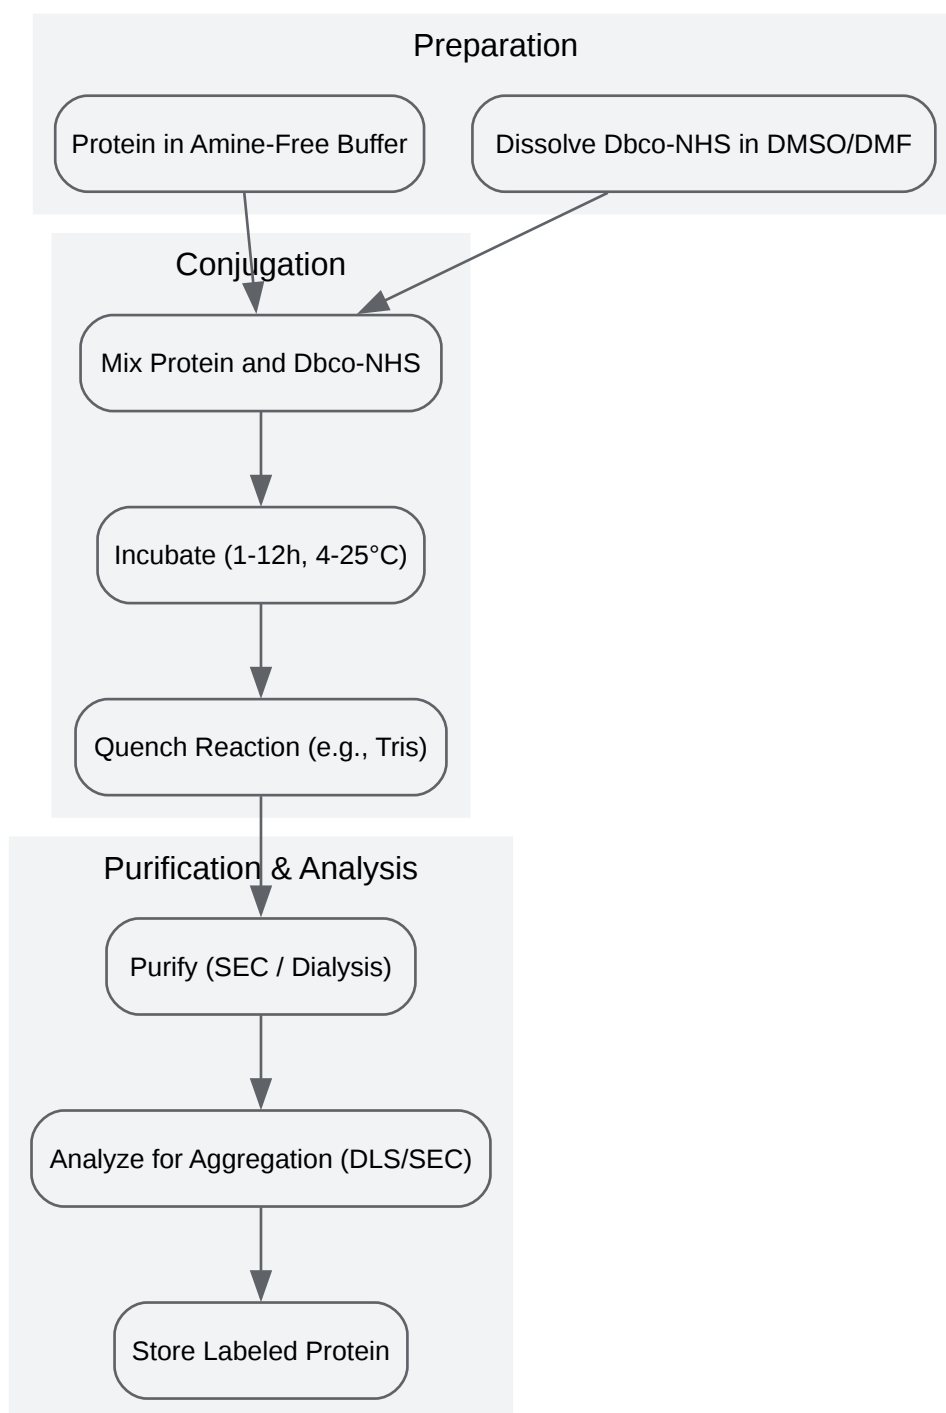 Preparation
Protein in Amine-Free Buffer
Dissolve Dbco-NHS in DMSO/DMF
Conjugation
Mix Protein and Dbco-NHS
Incubate (1-12h, 4-25°C)
Quench Reaction (e.g., Tris)
Purification & Analysis
Purify (SEC / Dialysis)
Analyze for Aggregation (DLS/SEC)
Store Labeled Protein